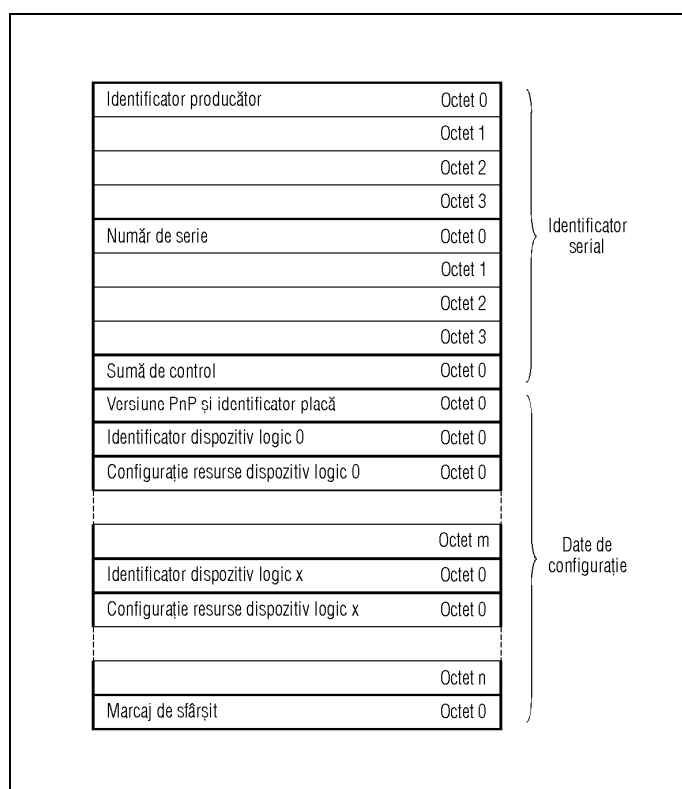 Identificator producător Octet 0
Octet 1
Octet 2
Octet 3
Număr de serie Octet 0
Octet 1
Octet 2
Octet 3
Sumă de control Octet 0
Identificator
serial
Versiune PnP și identificator placă Octet 0
Identificator dispozitiv logic 0 Octet 0
Configurație resurse dispozitiv logic 0 Octet 0
Octet m
Identificator dispozitiv logic x Octet 0
Configurație resurse dispozitiv logic x Octet 0
Octet n
Marcaj de sfârșit Octet 0
Date de
configurație